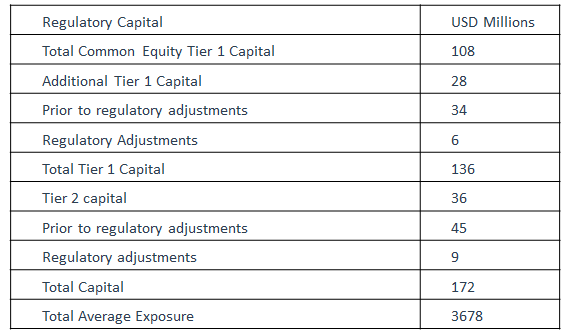 Regulatory Capital USD Millions
Total Common Equity Tier 1 Capital 108
Additional Tier 1 Capital 28
Prior to regulatory adjustments 34
Regulatory Adjustments 6
Total Tier 1 Capital 136
Tier 2 capital 36
Prior to regulatory adjustments 45
Regulatory adjustments 9
Total Capital 172
Total Average Exposure 3678